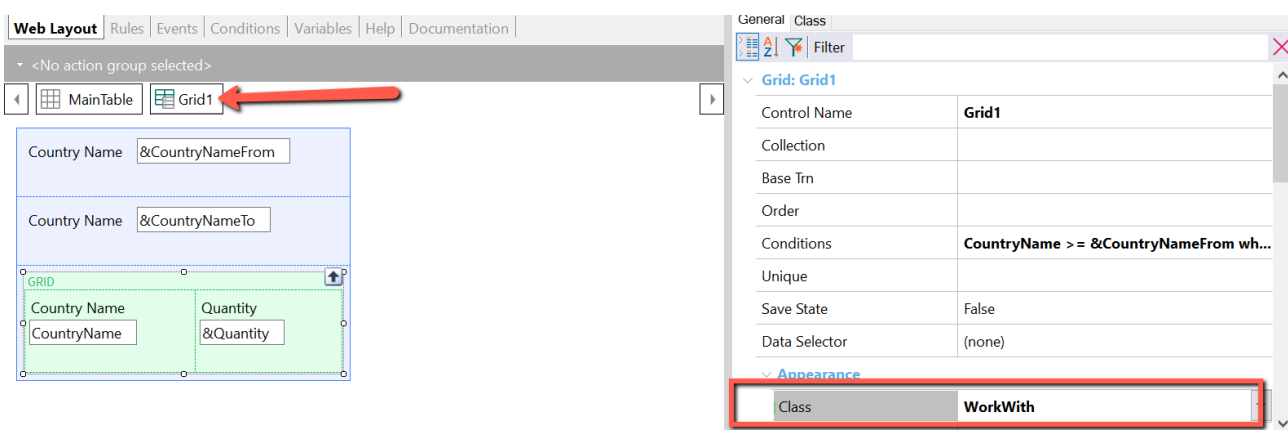 Web Layout Rules Events Conditions Variables Help Documentation
<No action group selected>
MainTable Grid1
Country Name &CountryNameFrom
Country Name &CountryNameTo
GRID
Country Name Quantity
CountryName &Quantity
General Class
Filter
Grid: Grid1
Control Name Grid1
Collection
Base Trn
Order
Conditions CountryName >= &CountryNameFrom wh...
Unique
Save State False
Data Selector (none)
Appearance
Class WorkWith